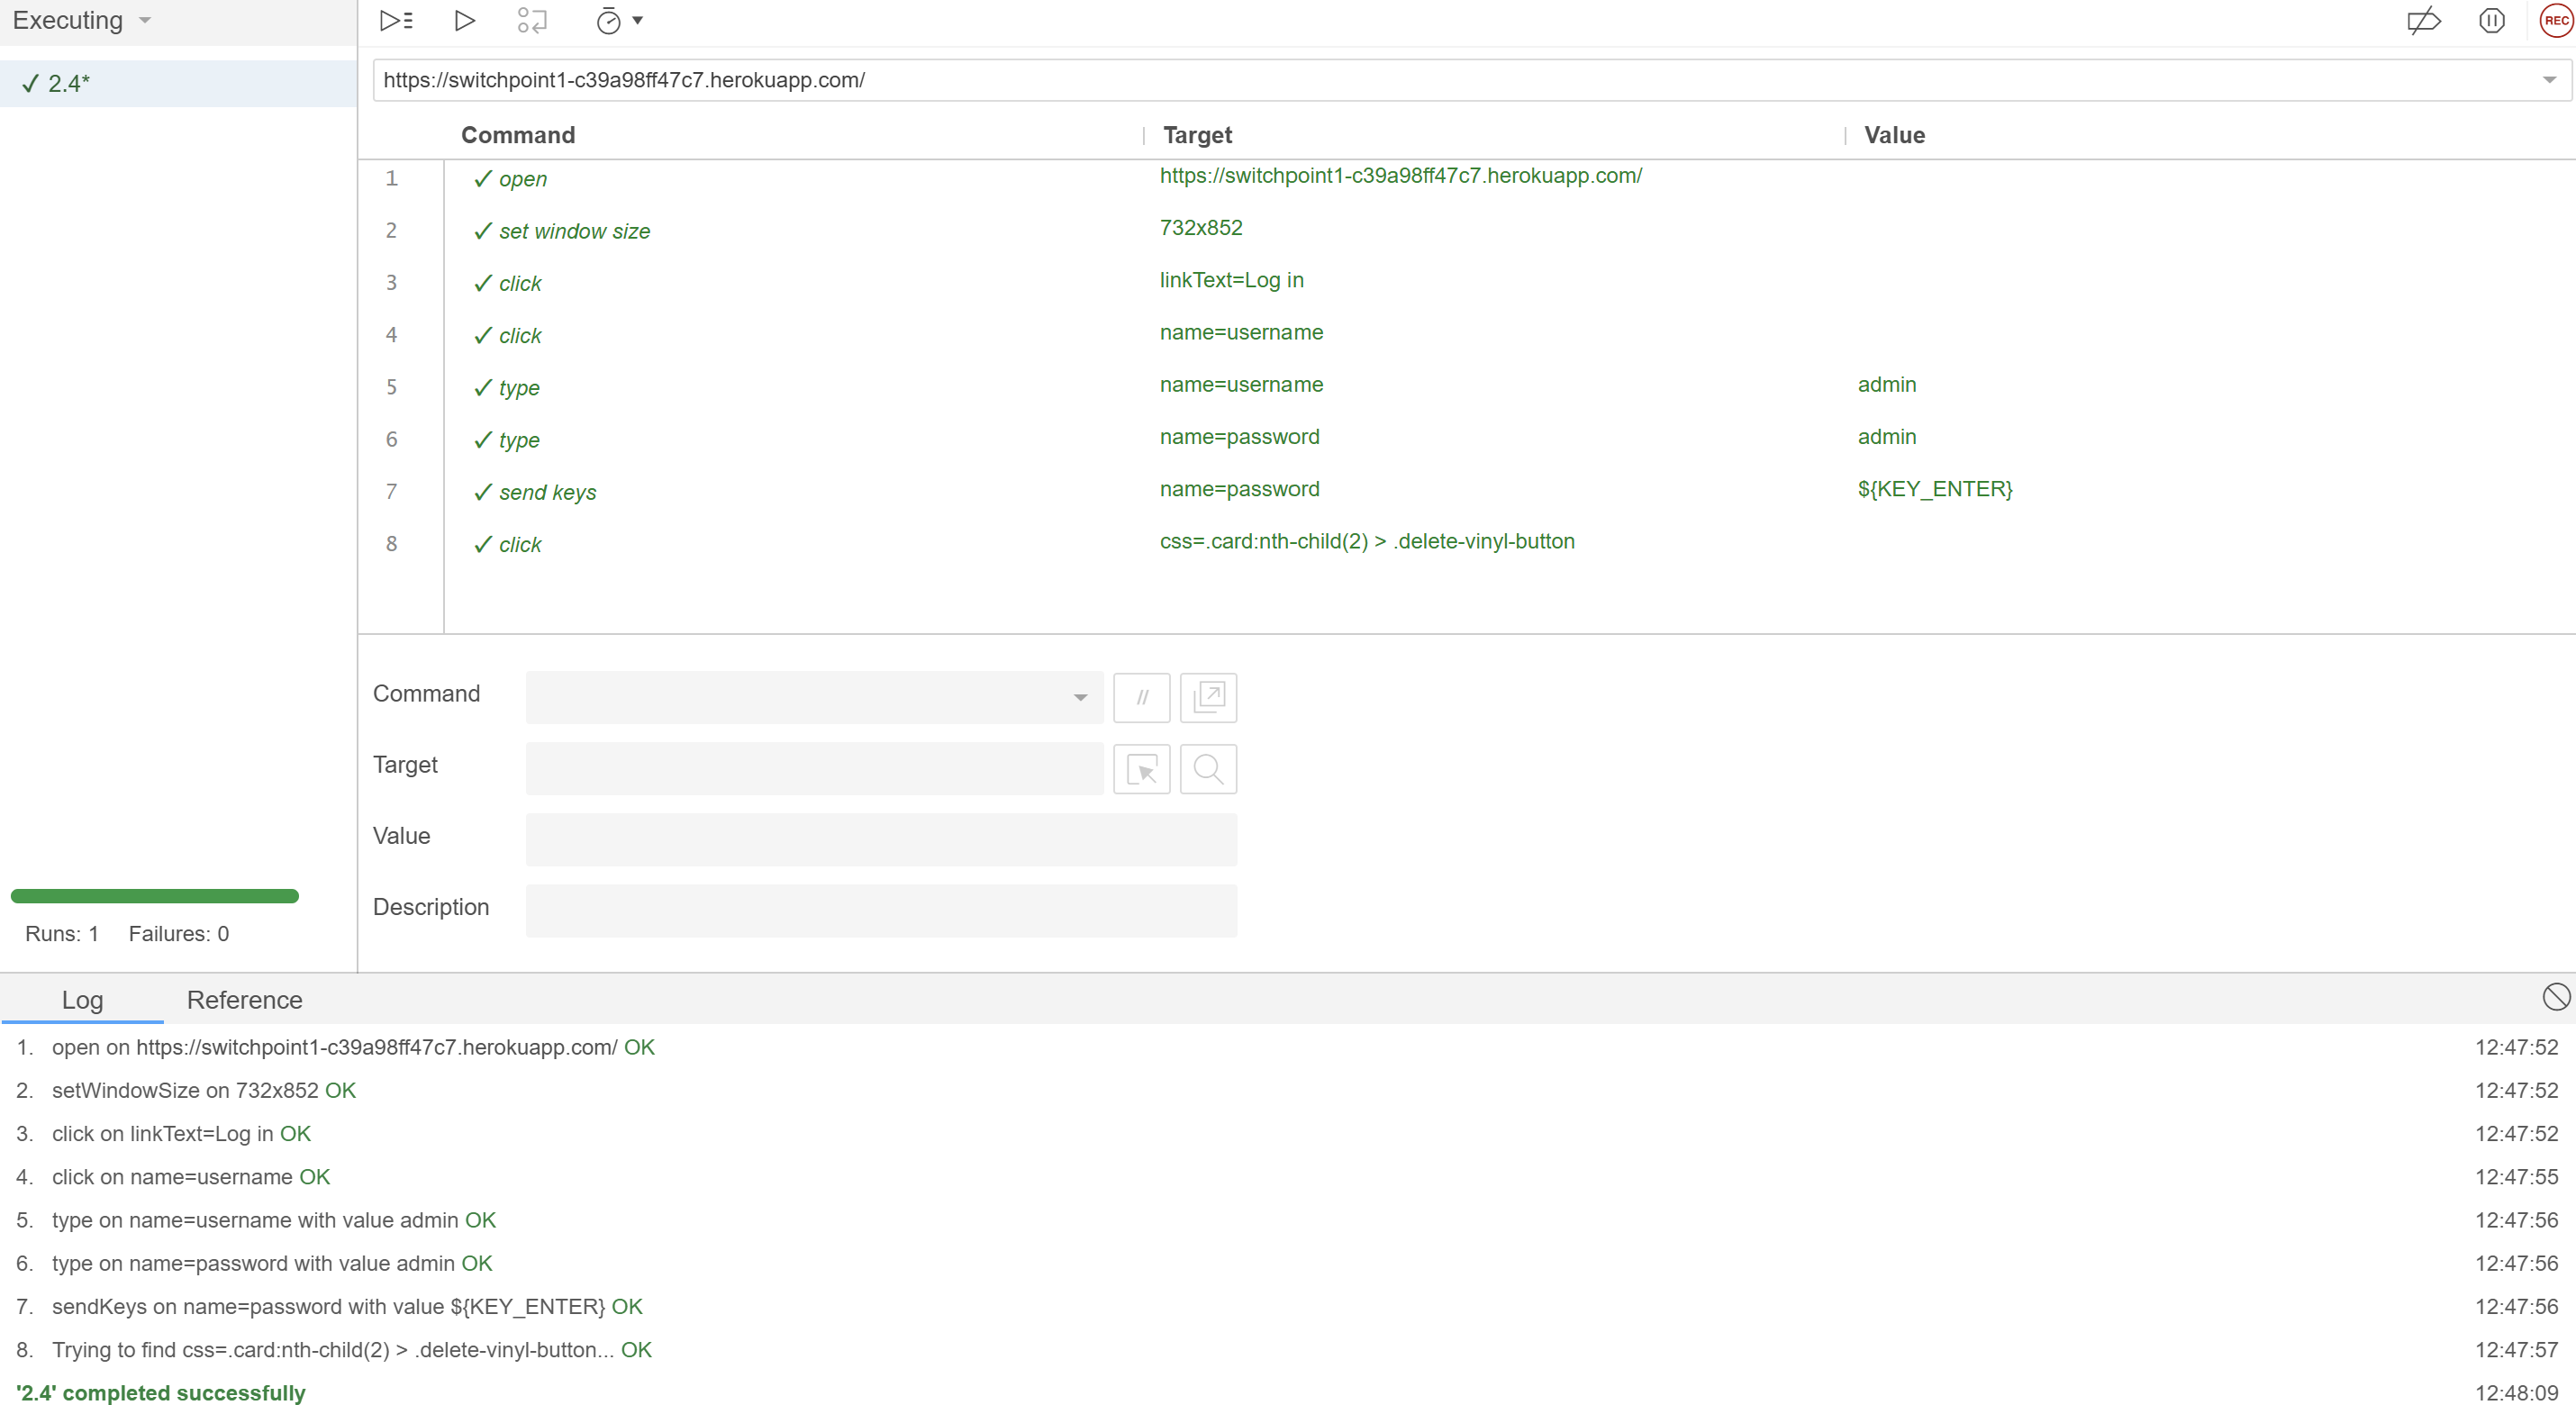 Executing
REC
✓ 2.4*
https://switchpoint1-c39a98ff47c7.herokuapp.com/
Command Target Value
1 ✓ open https://switchpoint1-c39a98ff47c7.herokuapp.com/
2 ✓ set window size 732x852
3 ✓ click linkText=Log in
4 ✓ click name=username
5 ✓ type name=username admin
6 ✓ type name=password admin
7 ✓ send keys name=password ${KEY_ENTER}
8 ✓ click css=.card:nth-child(2) > .delete-vinyl-button
Command //
Target
Value
Description
Runs: 1 Failures: 0
Log Reference
1. open on https://switchpoint1-c39a98ff47c7.herokuapp.com/ OK 12:47:52
2. setWindowSize on 732x852 OK 12:47:52
3. click on linkText=Log in OK 12:47:52
4. click on name=username OK 12:47:55
5. type on name=username with value admin OK 12:47:56
6. type on name=password with value admin OK 12:47:56
7. sendKeys on name=password with value ${KEY_ENTER} OK 12:47:56
8. Trying to find css=.card:nth-child(2) > .delete-vinyl-button... OK 12:47:57
'2.4' completed successfully 12:48:09